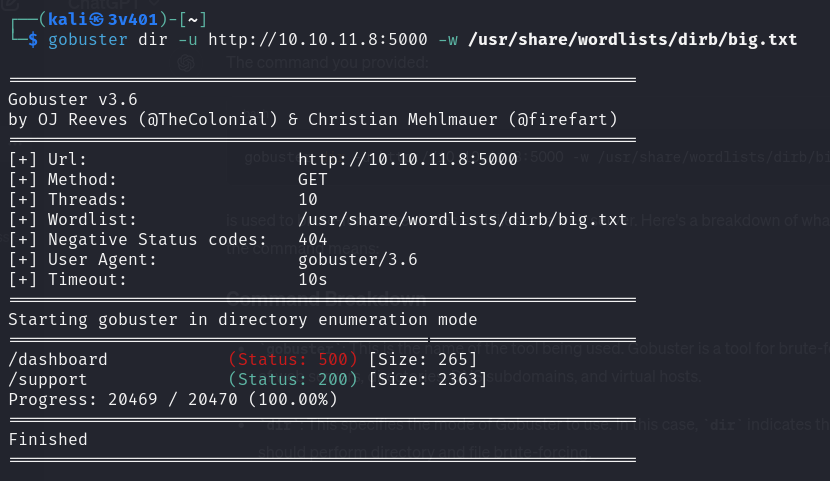 ┌──(kali㉿3v401)-[~]
└─$ gobuster dir -u http://10.10.11.8:5000 -w /usr/share/wordlists/dirb/big.txt
The command you provided:
===============================================================
Gobuster v3.6
by OJ Reeves (@TheColonial) & Christian Mehlmauer (@firefart)
===============================================================
[+] Url:                     http://10.10.11.8:5000
[+] Method:                  GET
[+] Threads:                 10
[+] Wordlist:                /usr/share/wordlists/dirb/big.txt
[+] Negative Status codes:   404
[+] User Agent:              gobuster/3.6
[+] Timeout:                 10s
===============================================================
Starting gobuster in directory enumeration mode
===============================================================
/dashboard            (Status: 500) [Size: 265]
/support              (Status: 200) [Size: 2363]
Progress: 20469 / 20470 (100.00%)
===============================================================
Finished
===============================================================